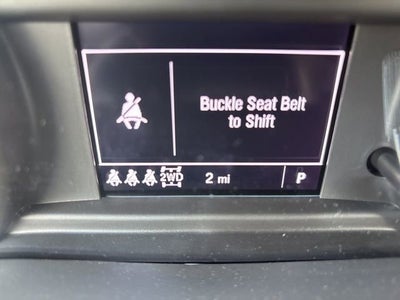 Buckle Seat Belt
to Shift
2WD 2 mi P